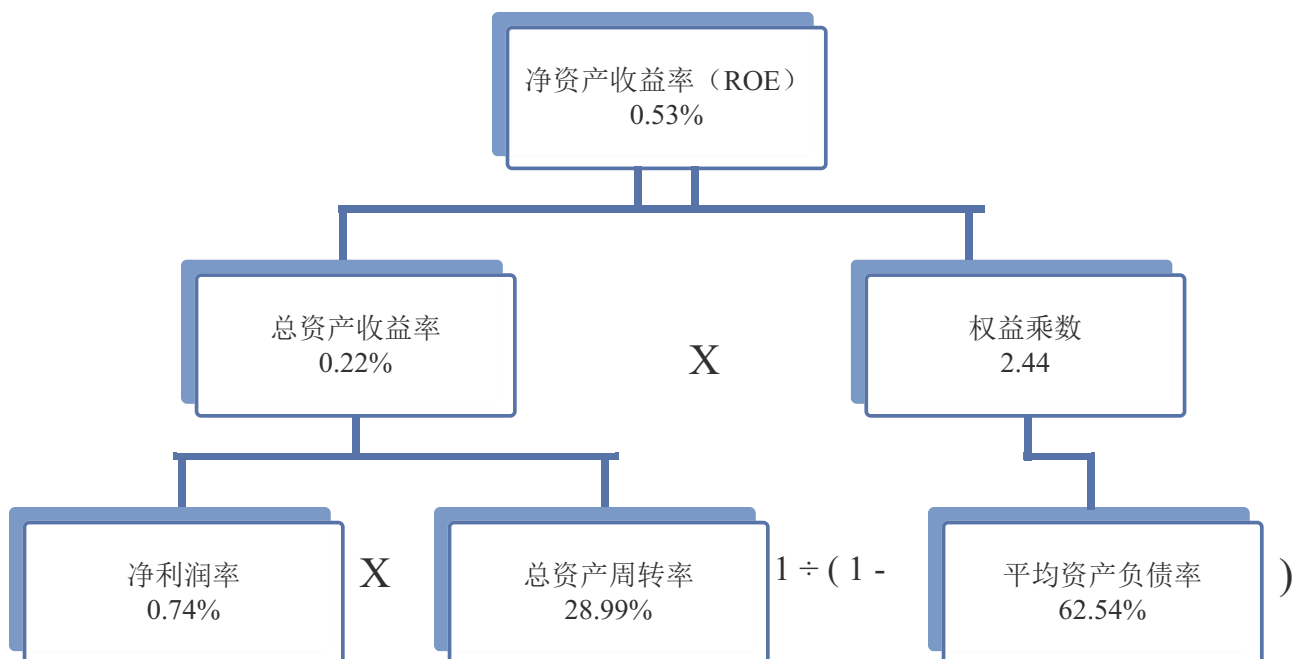 净资产收益率（ROE）
0.53%
总资产收益率
0.22%
X
权益乘数
2.44
净利润率
0.74%
X
总资产周转率
28.99%
1 ÷ ( 1 -
平均资产负债率
62.54%
)